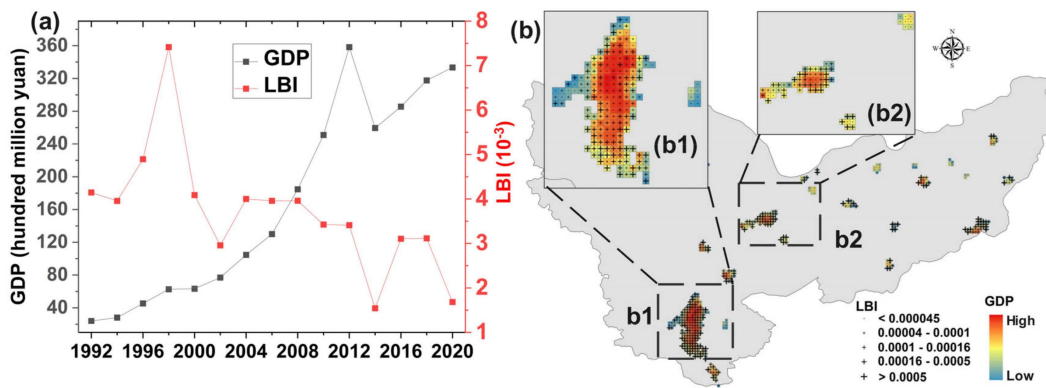 (a)
GDP (hundred million yuan)
360
320
280
240
200
160
120
80
40
1992 1996 2000 2004 2008 2012 2016 2020
GDP
LBI
8
7
6
5
4
3
2
1
LBI (10⁻³)
(b)
(b1)
(b2)
N
W E
S
b1
b2
LBI
< 0.000045
0.00004 - 0.0001
0.0001 - 0.00016
0.00016 - 0.0005
> 0.0005
GDP
High
Low